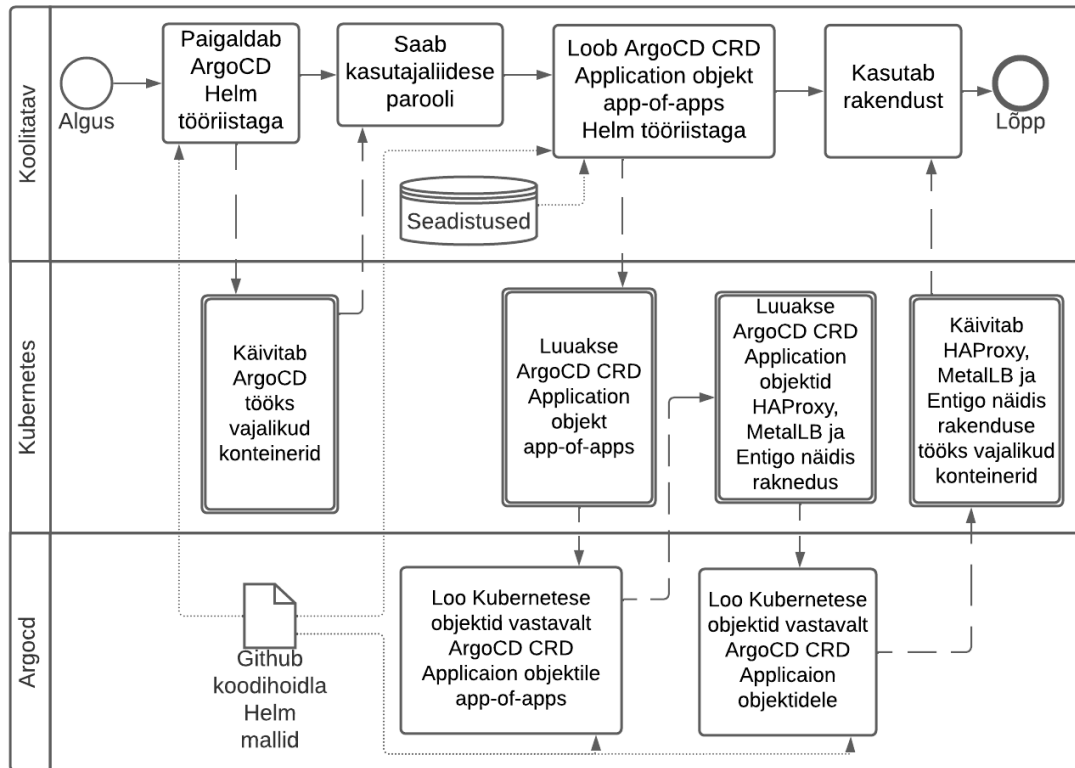 Koolitatav
Algus
Paigaldab
ArgoCD
Helm
tööriistaga
Saab
kasutajaliidese
parooli
Loob ArgoCD CRD
Application objekt
app-of-apps
Helm tööriistaga
Kasutab
rakendust
Lõpp
Seadistused
Kubernetes
Käivitab
ArgoCD
tööks
vajalikud
konteinerid
Luuakse
ArgoCD CRD
Application
objekt
app-of-apps
Luuakse
ArgoCD CRD
Application
objektid
HAProxy,
MetalLB ja
Entigo näidis
raknedus
Käivitab
HAProxy,
MetalLB ja
Entigo näidis
rakenduse
tööks vajalikud
konteinerid
Argocd
Github
koodihoidla
Helm
mallid
Loo Kubernetese
objektid vastavalt
ArgoCD CRD
Applicaion objektile
app-of-apps
Loo Kubernetese
objektid vastavalt
ArgoCD CRD
Applicaion
objektidele